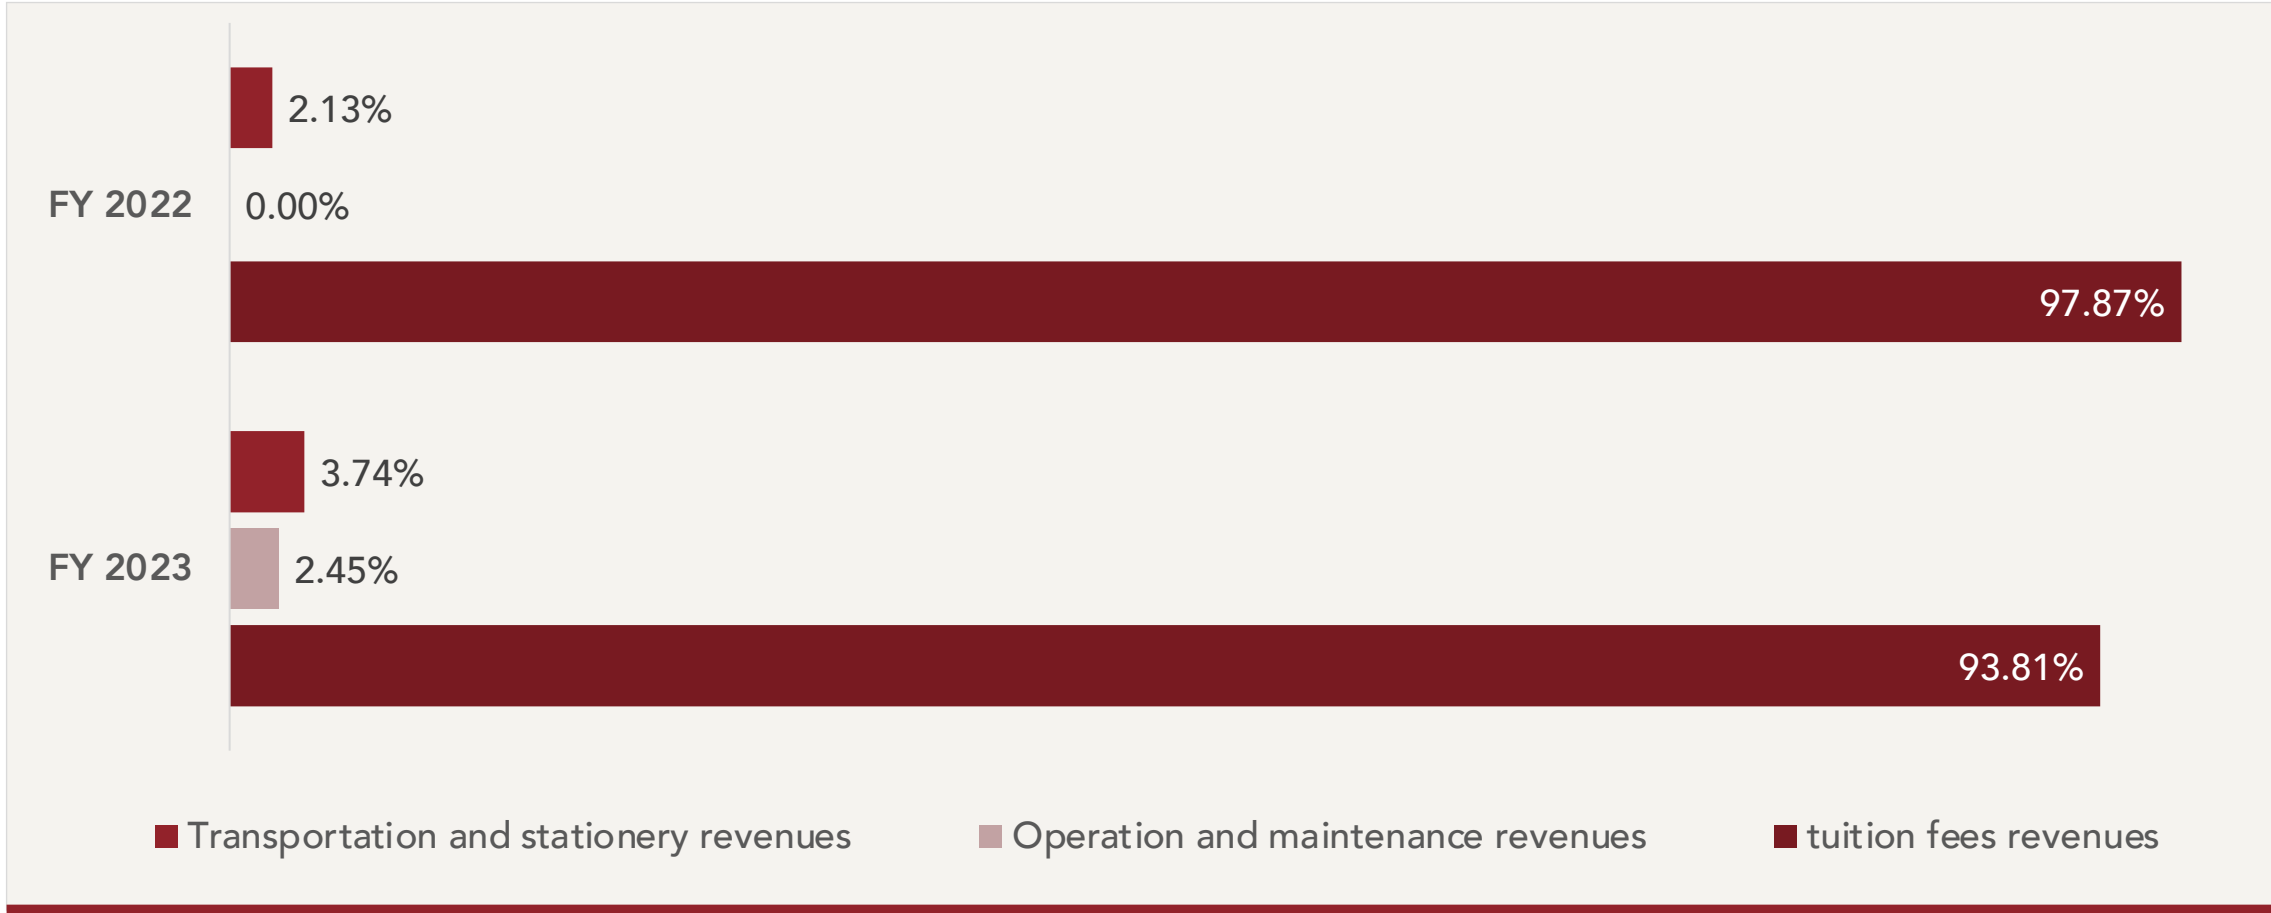 2.13%
FY 2022
0.00%
97.87%
3.74%
FY 2023
2.45%
93.81%
Transportation and stationery revenues
Operation and maintenance revenues
tuition fees revenues